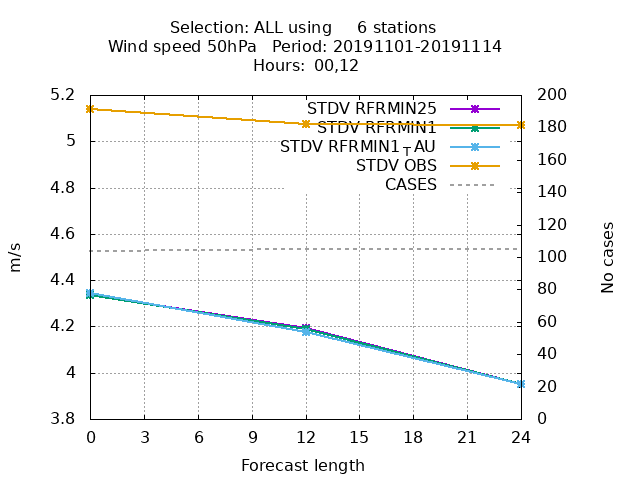 Selection: ALL using     6 stations
Wind speed 50hPa   Period: 20191101-20191114
Hours: 00,12
5.2
5
4.8
4.6
4.4
4.2
4
3.8
m/s
STDV RFRMIN25
STDV RFRMIN1
STDV RFRMIN1┬AU
STDV OBS
CASES
200
180
160
140
120
100
80
60
40
20
0
No cases
0 3 6 9 12 15 18 21 24
Forecast length